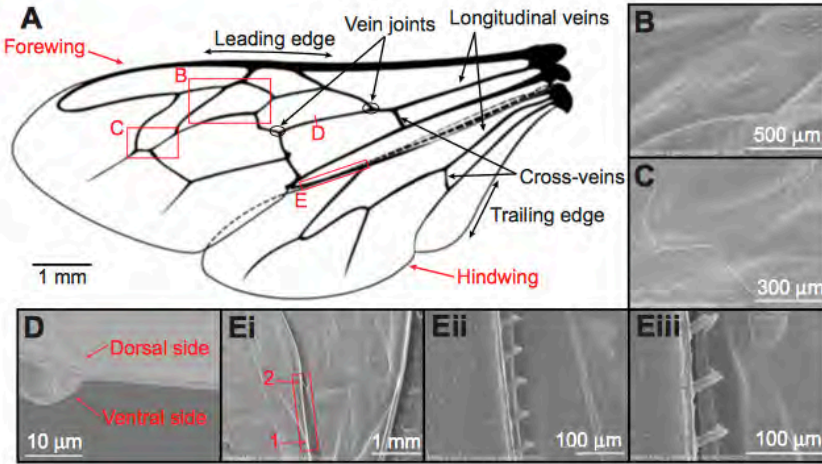 A
Forewing
Leading edge
Vein joints
Longitudinal veins
B
C
D
E
Cross-veins
Trailing edge
1 mm
Hindwing
B
500 µm
C
300 µm
D
Dorsal side
Ventral side
10 µm
Ei
2
1
1 mm
Eii
100 µm
Eiii
100 µm